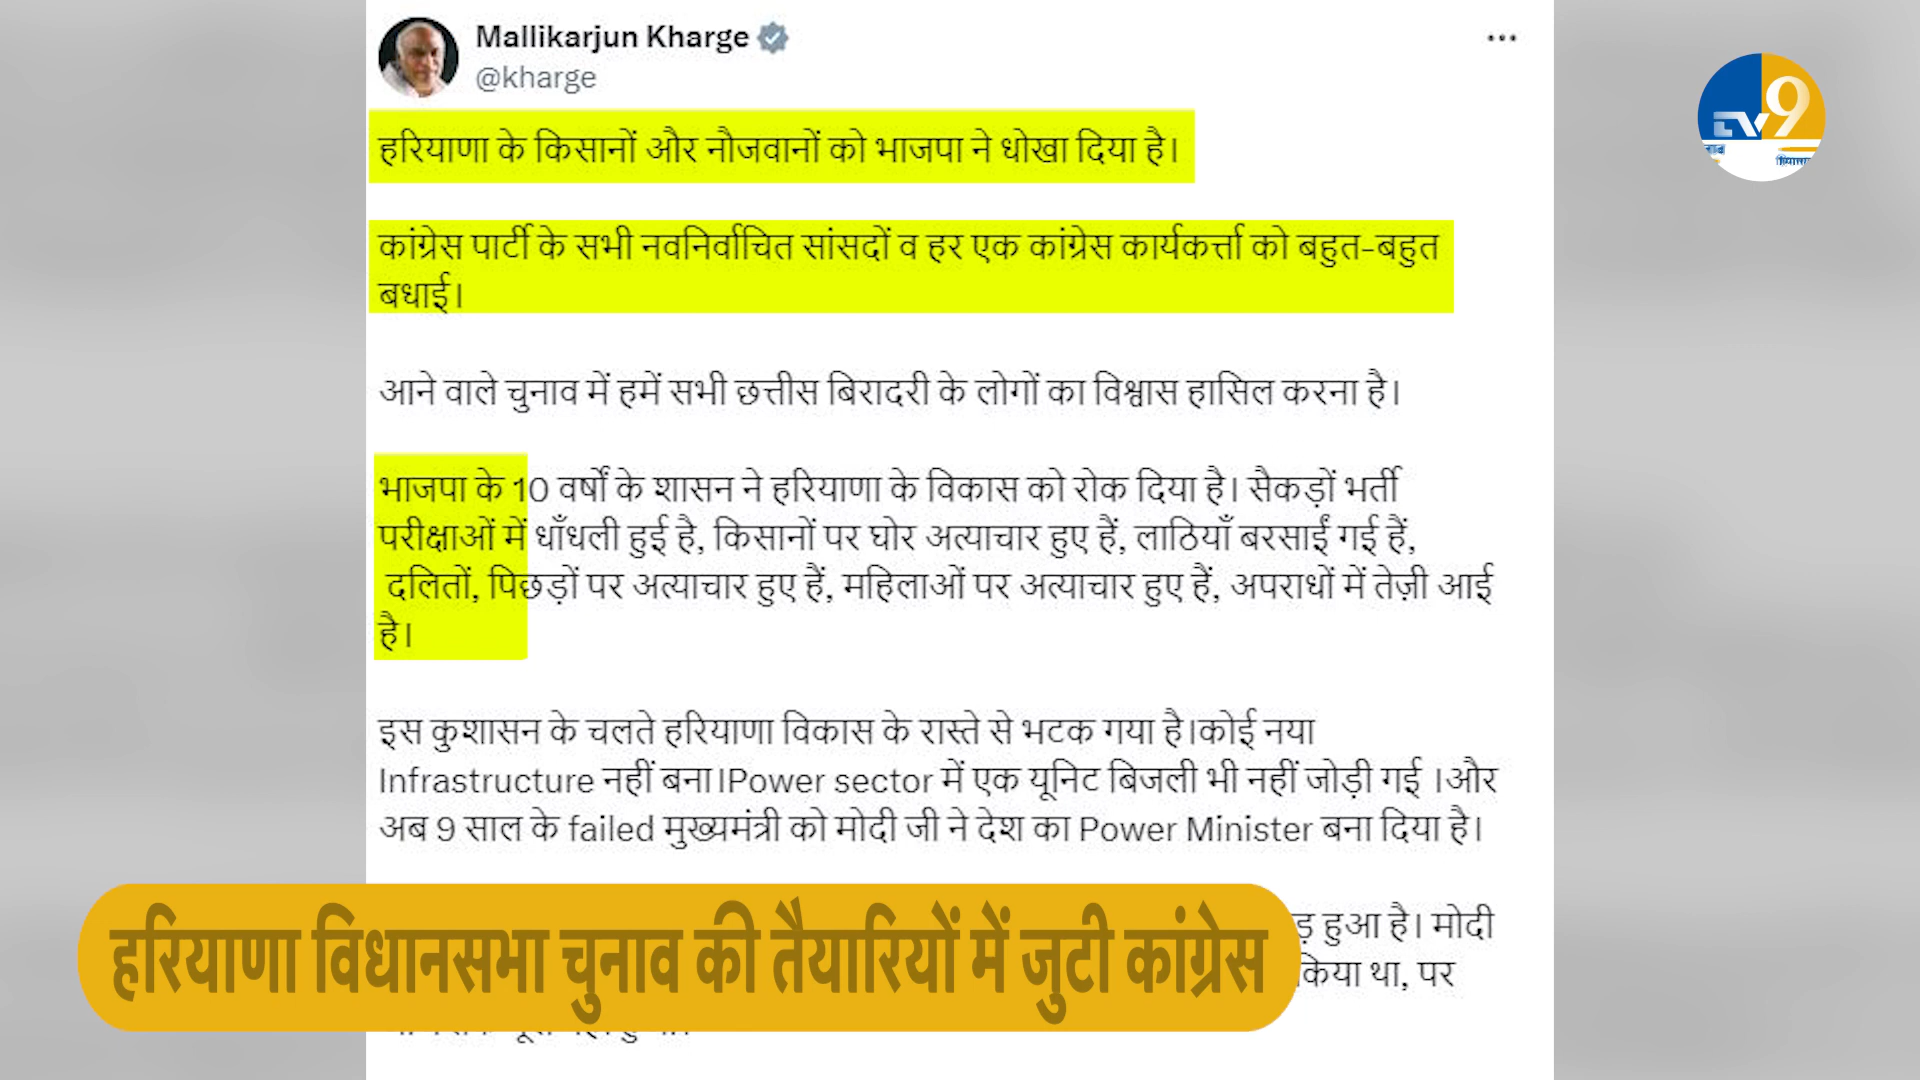 Mallikarjun Kharge
@kharge
हरियाणा के किसानों और नौजवानों को भाजपा ने धोखा दिया है।
कांग्रेस पार्टी के सभी नवनिर्वाचित सांसदों व हर एक कांग्रेस कार्यकर्त्ता को बहुत-बहुत
बधाई।
आने वाले चुनाव में हमें सभी छत्तीस बिरादरी के लोगों का विश्वास हासिल करना है।
भाजपा के 10 वर्षों के शासन ने हरियाणा के विकास को रोक दिया है। सैकड़ों भर्ती
परीक्षाओं में धाँधली हुई है, किसानों पर घोर अत्याचार हुए हैं, लाठियाँ बरसाईं गई हैं,
दलितों, पिछड़ों पर अत्याचार हुए हैं, महिलाओं पर अत्याचार हुए हैं, अपराधों में तेज़ी आई
है।
इस कुशासन के चलते हरियाणा विकास के रास्ते से भटक गया है।कोई नया
Infrastructure नहीं बना।Power sector में एक यूनिट बिजली भी नहीं जोड़ी गई ।और
अब 9 साल के failed मुख्यमंत्री को मोदी जी ने देश का Power Minister बना दिया है।
हुआ है। मोदी
किया था, पर
हरियाणा विधानसभा चुनाव की तैयारियों में जुटी कांग्रेस
TV9